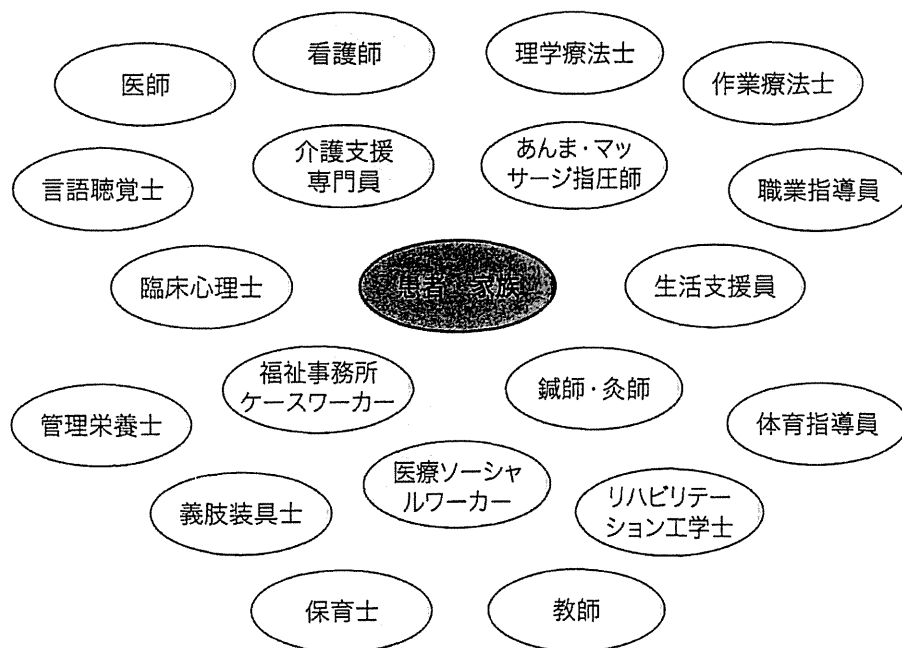 看護師
理学療法士
医師
作業療法士
介護支援
専門員
あんま・マッ
サージ指圧師
言語聴覚士
職業指導員
臨床心理士
患者・家族
生活支援員
福祉事務所
ケースワーカー
鍼師・灸師
管理栄養士
体育指導員
医療ソーシャ
ルワーカー
義肢装具士
リハビリテー
ション工学士
保育士
教師